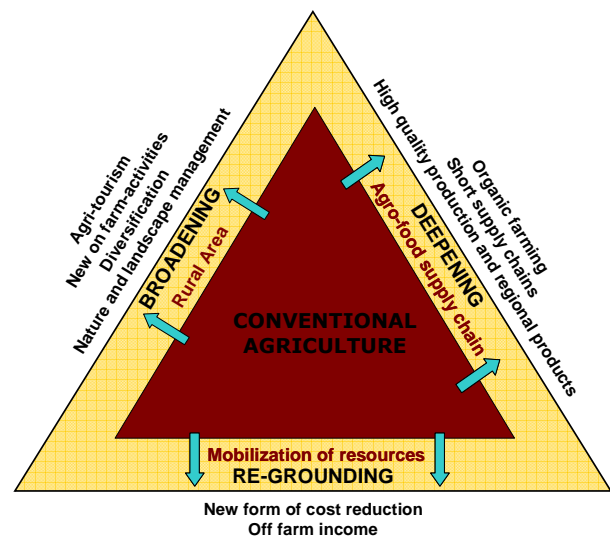 Agri-tourism
New on farm-activities
Diversification
Nature and landscape management
BROADENING
Rural Area
Organic farming
Short supply chains
High quality production and regional products
DEEPENING
Agro-food supply chain
CONVENTIONAL
AGRICULTURE
Mobilization of resources
RE-GROUNDING
New form of cost reduction
Off farm income